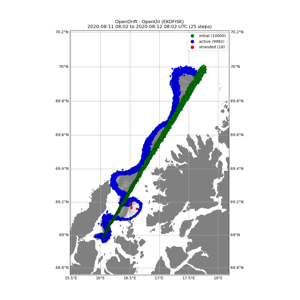 OpenDrift - OpenOil (EKOFISK)
2020-08-11 08:02 to 2020-08-12 08:02 UTC (25 steps)
70.2°N
70.2°N
initial (10000)
active (9982)
stranded (18)
70°N
70°N
69.8°N
69.8°N
69.6°N
69.6°N
69.4°N
69.4°N
69.2°N
69.2°N
69°N
69°N
68.8°N
68.8°N
15.5°E
16°E
16.5°E
17°E
17.5°E
18°E